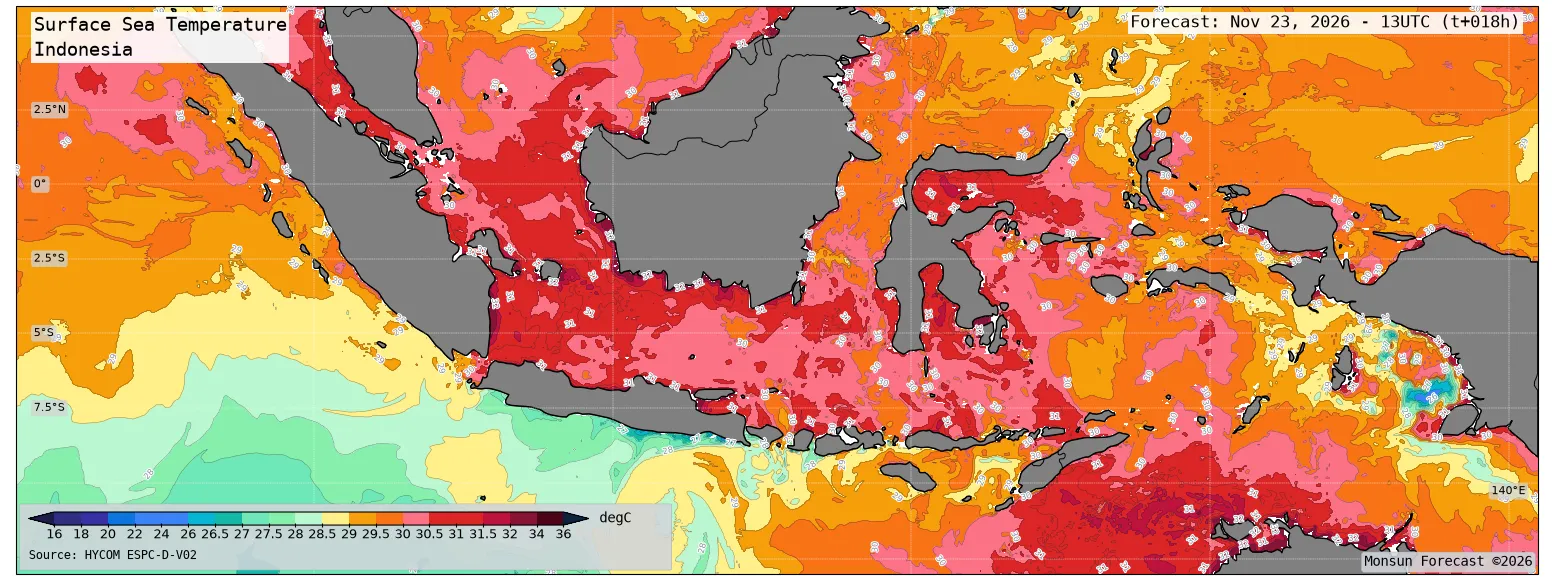 Surface Sea Temperature
Indonesia
Forecast: Nov 23, 2026 - 13UTC (t+018h)
2.5°N
0°
2.5°S
5°S
7.5°S
140°E
degC
16 18 20 22 24 26 26.5 27 27.5 28 28.5 29 29.5 30 30.5 31 31.5 32 34 36
Source: HYCOM ESPC-D-V02
Monsun Forecast ©2026